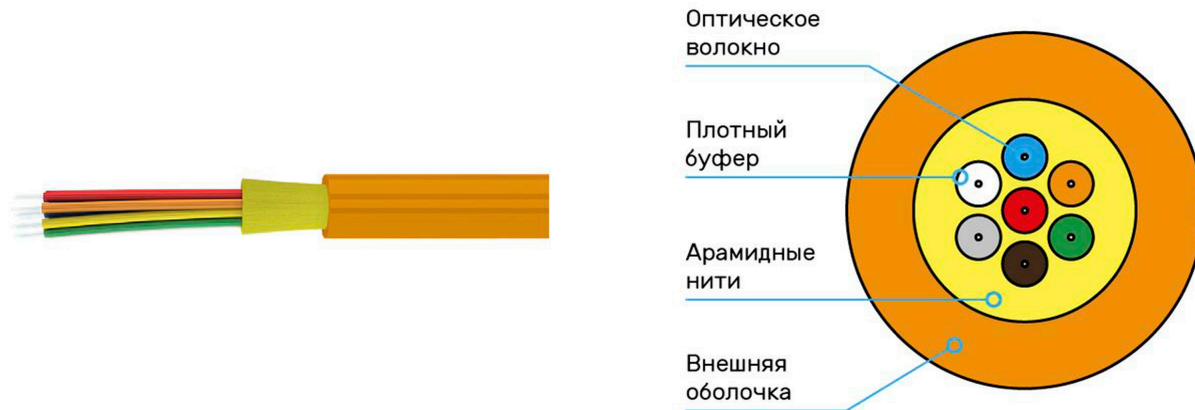 Оптическое
волокно
Плотный
буфер
Арамидные
нити
Внешняя
оболочка